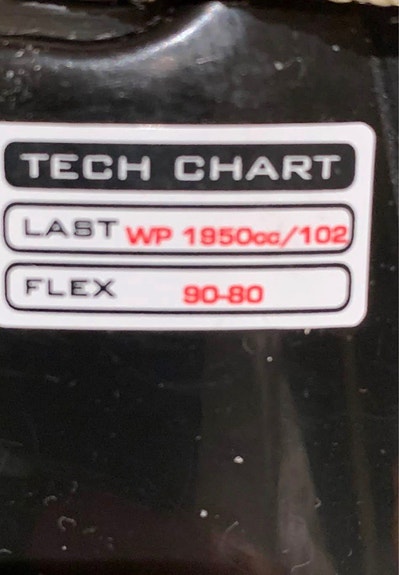 TECH CHART
LAST WP 1950cc/102
FLEX 90-80